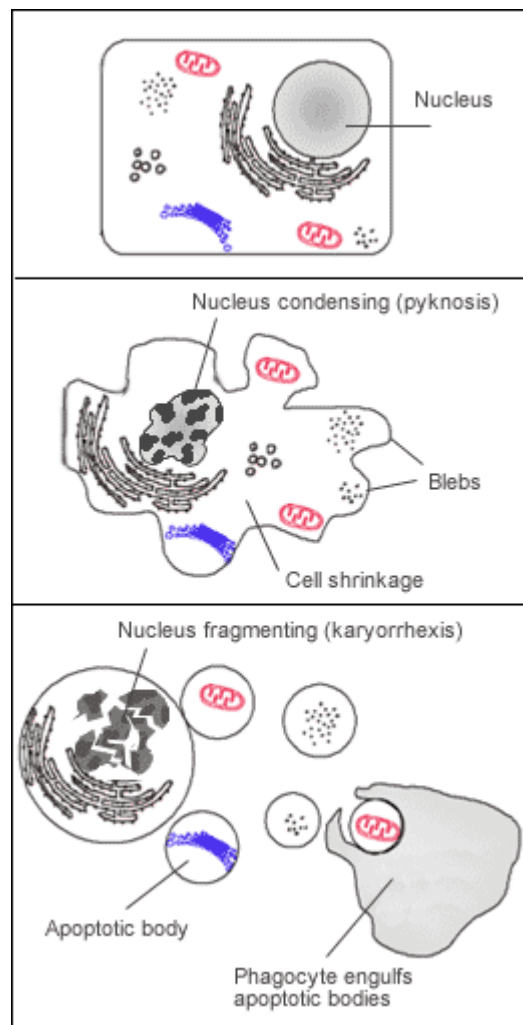 Nucleus
Nucleus condensing (pyknosis)
Blebs
Cell shrinkage
Nucleus fragmenting (karyorrhexis)
Apoptotic body
Phagocyte engulfs
apoptotic bodies